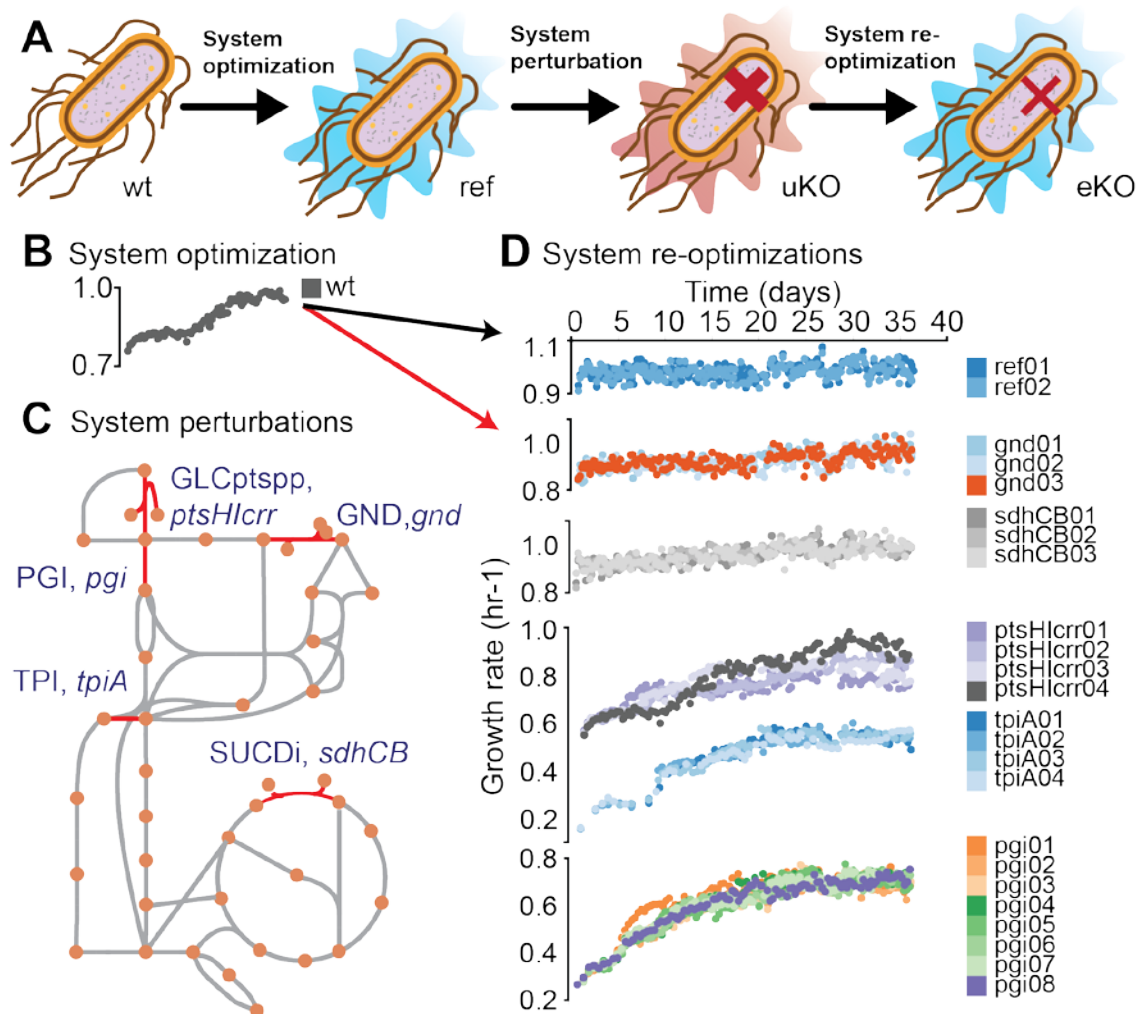 A
System
optimization
System
perturbation
System re-
optimization
wt
ref
uKO
eKO
B System optimization
1.0
0.7
wt
C System perturbations
GLCptspp,
ptsHIcrr
GND,gnd
PGI, pgi
TPI, tpiA
SUCDi, sdhCB
D System re-optimizations
Time (days)
0 5 10 15 20 25 30 35 40
Growth rate (hr-1)
1.1
0.9
ref01
ref02
1.0
0.8
gnd01
gnd02
gnd03
1.0
0.8
sdhCB01
sdhCB02
sdhCB03
1.0
0.8
0.6
0.4
0.2
ptsHIcrr01
ptsHIcrr02
ptsHIcrr03
ptsHIcrr04
tpiA01
tpiA02
tpiA03
tpiA04
0.8
0.6
0.4
0.2
pgi01
pgi02
pgi03
pgi04
pgi05
pgi06
pgi07
pgi08